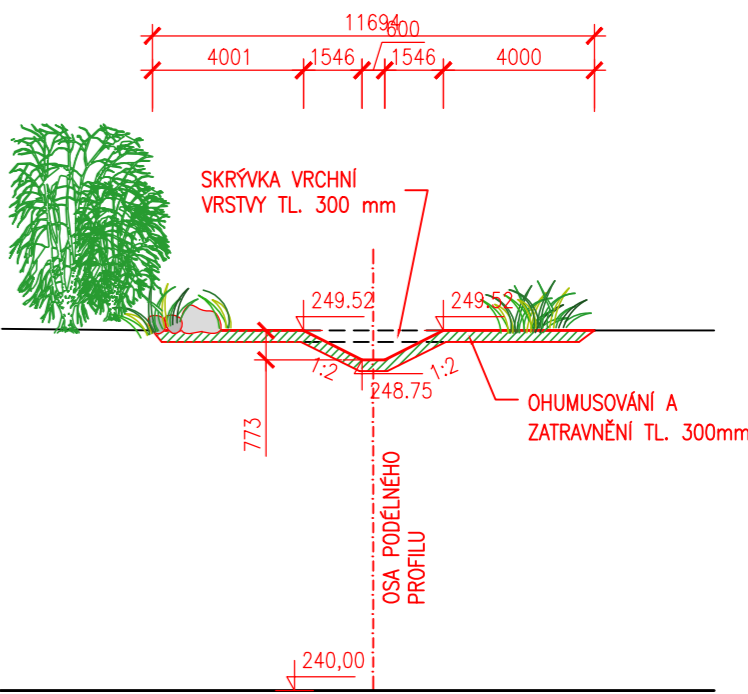 11694
600
4001 1546 1546 4000
SKRÝVKA VRCHNÍ
VRSTVY TL. 300 mm
249.52 249.52
1:2 1:2
248.75
773
OHUMUSOVÁNÍ A
ZATRAVNĚNÍ TL. 300mm
OSA PODÉLNÉHO
PROFILU
240,00